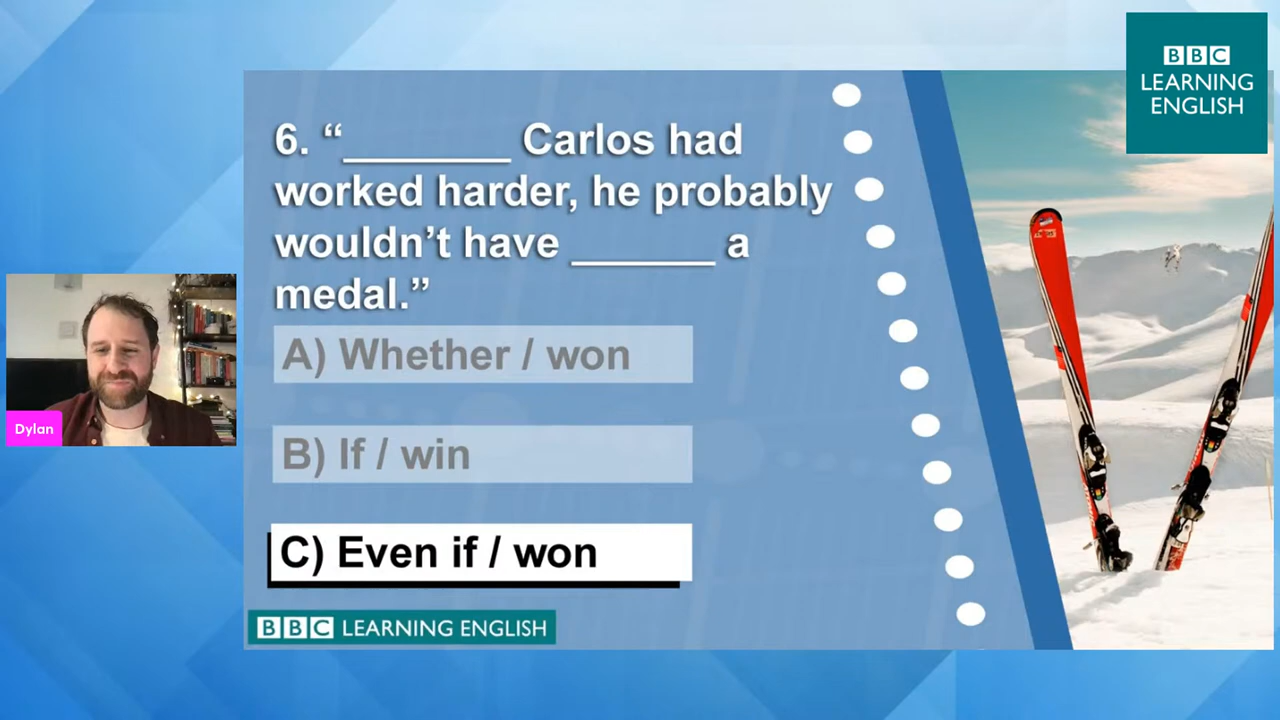 BBC
LEARNING
ENGLISH
6. “_______ Carlos had
worked harder, he probably
wouldn’t have ______ a
medal.”
A) Whether / won
B) If / win
C) Even if / won
Dylan
BBC LEARNING ENGLISH